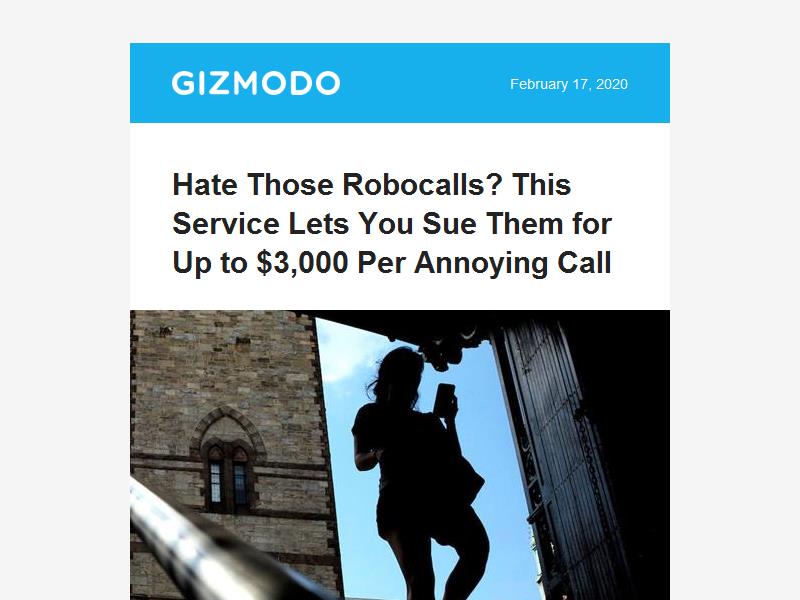 GIZMODO
February 17, 2020
Hate Those Robocalls? This
Service Lets You Sue Them for
Up to $3,000 Per Annoying Call